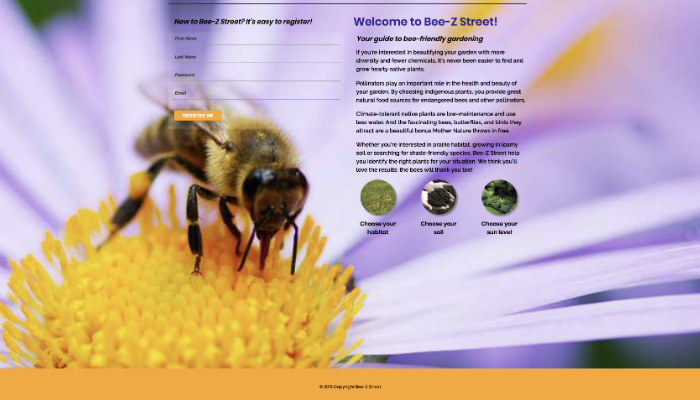 New to Bee-Z Street? It's easy to register!
First Name
Last Name
Password
Email
REGISTER ME
Welcome to Bee-Z Street!
Your guide to bee-friendly gardening
If you're interested in beautifying your garden with more
diversity and fewer chemicals, it's never been easier to find and
grow hearty native plants.
Pollinators play an important role in the health and beauty of
your garden. By choosing indigenous plants, you provide great
natural food sources for endangered bees and other pollinators.
Climate-tolerant native plants are low-maintenance and use
less water. And the fascinating bees, butterflies, and birds they
attract are a beautiful bonus Mother Nature throws in free.
Whether you're interested in prairie habitat, growing in loamy
soil or searching for shade-friendly species, Bee-Z Street help
you identify the right plants for your situation. We think you'll
love the results, the bees will thank you too!
Choose your
habitat
Choose your
soil
Choose your
sun level
© 2015 Copyright Bee-Z Street